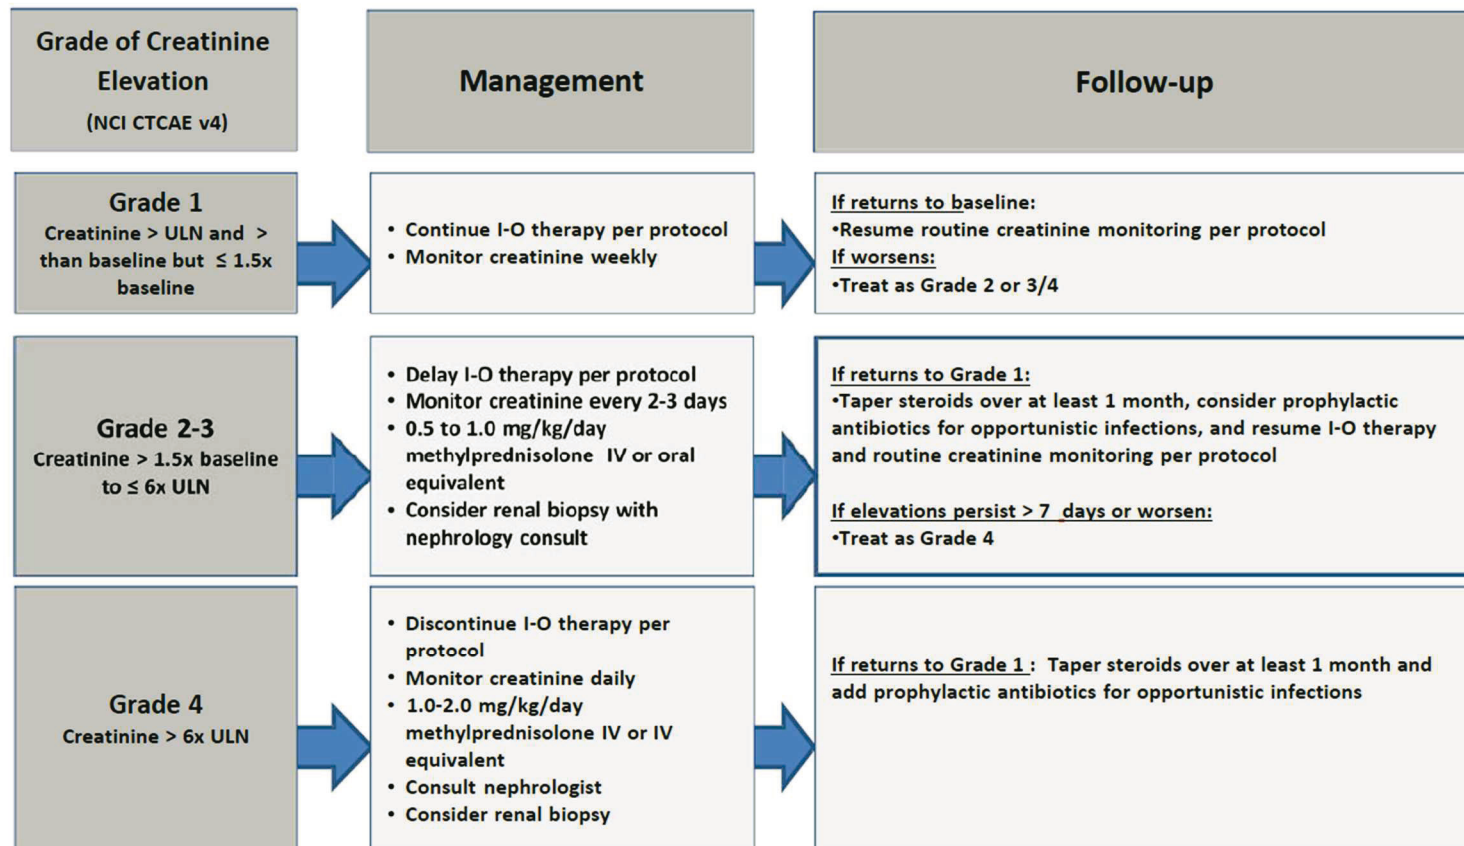 Grade of Creatinine
Elevation
(NCI CTCAE v4)
Management
Follow-up
Grade 1
Creatinine > ULN and >
than baseline but ≤ 1.5x
baseline
• Continue I-O therapy per protocol
• Monitor creatinine weekly
If returns to baseline:
•Resume routine creatinine monitoring per protocol
If worsens:
•Treat as Grade 2 or 3/4
Grade 2-3
Creatinine > 1.5x baseline
to ≤ 6x ULN
• Delay I-O therapy per protocol
• Monitor creatinine every 2-3 days
• 0.5 to 1.0 mg/kg/day
methylprednisolone IV or oral
equivalent
• Consider renal biopsy with
nephrology consult
If returns to Grade 1:
•Taper steroids over at least 1 month, consider prophylactic
antibiotics for opportunistic infections, and resume I-O therapy
and routine creatinine monitoring per protocol
If elevations persist > 7 days or worsen:
•Treat as Grade 4
Grade 4
Creatinine > 6x ULN
• Discontinue I-O therapy per
protocol
• Monitor creatinine daily
• 1.0-2.0 mg/kg/day
methylprednisolone IV or IV
equivalent
• Consult nephrologist
• Consider renal biopsy
If returns to Grade 1 : Taper steroids over at least 1 month and
add prophylactic antibiotics for opportunistic infections